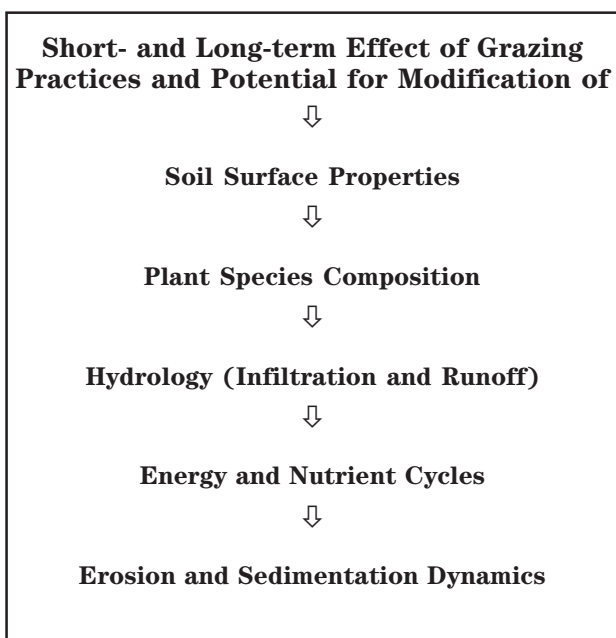 Short- and Long-term Effect of Grazing
Practices and Potential for Modification of
⇩
Soil Surface Properties
⇩
Plant Species Composition
⇩
Hydrology (Infiltration and Runoff)
⇩
Energy and Nutrient Cycles
⇩
Erosion and Sedimentation Dynamics